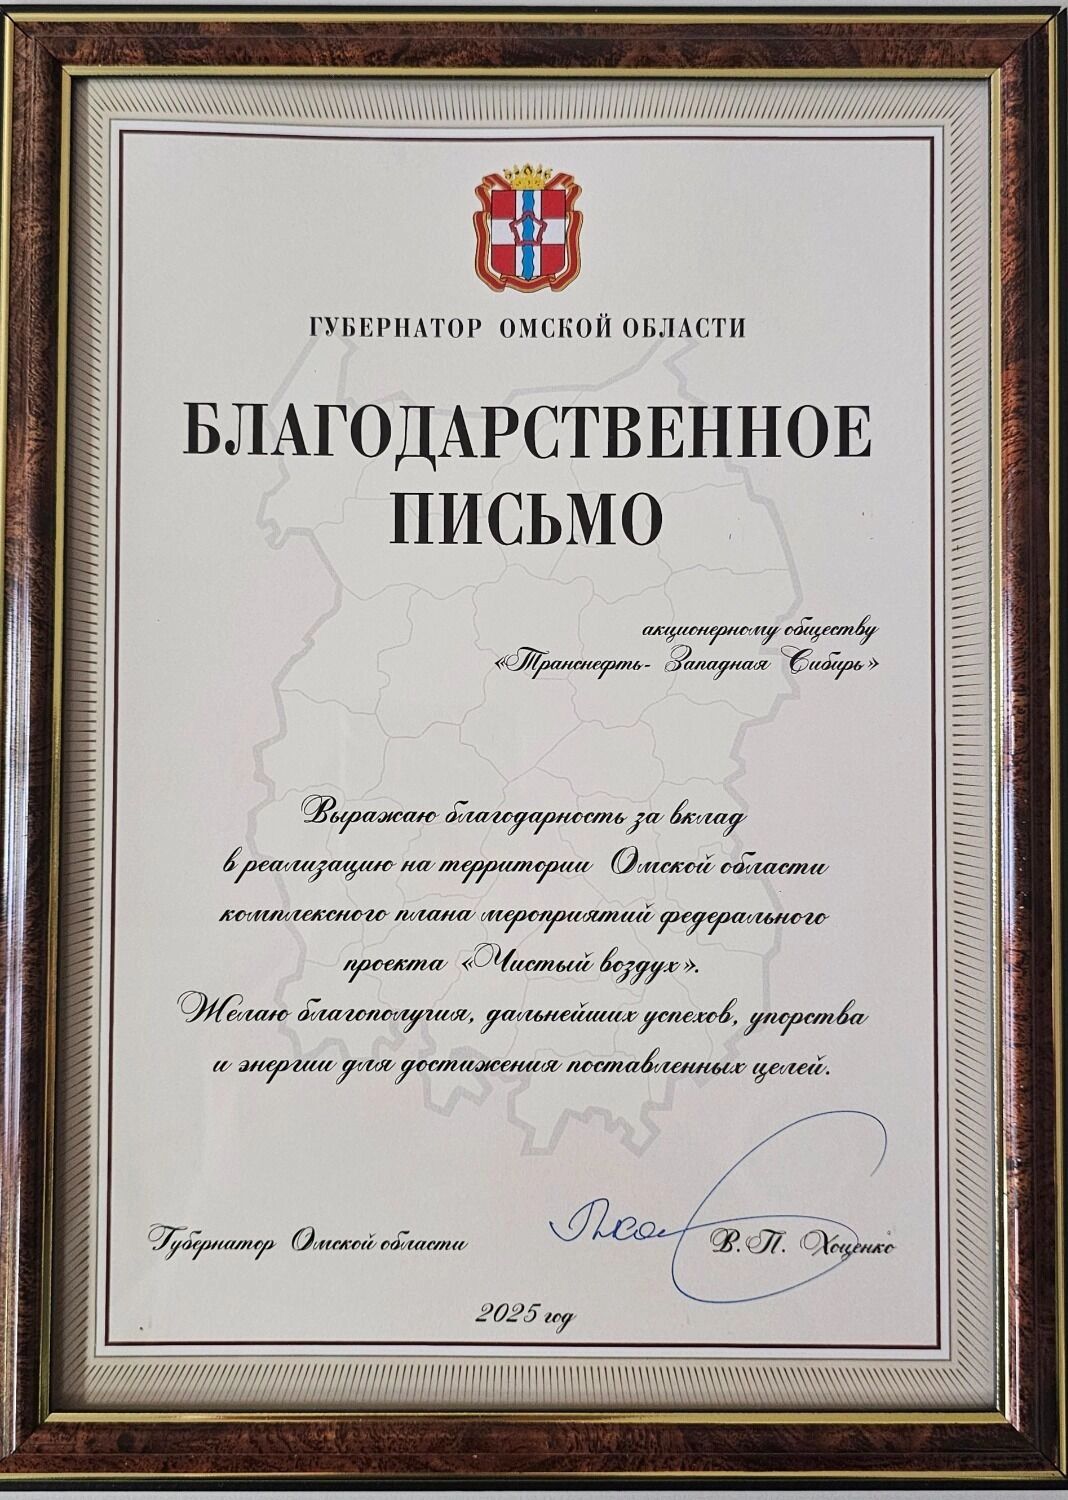 ГУБЕРНАТОР ОМСКОЙ ОБЛАСТИ
БЛАГОДАРСТВЕННОЕ
ПИСЬМО
акционерному обществу
«Транснефть- Западная Сибирь»
Выражаю благодарность за вклад
в реализацию на территории Омской области
комплексного плана мероприятий федерального
проекта «Чистый воздух».
Желаю благополучия, дальнейших успехов, упорства
и энергии для достижения поставленных целей.
Губернатор Омской области
В. П. Хоценко
2025 год